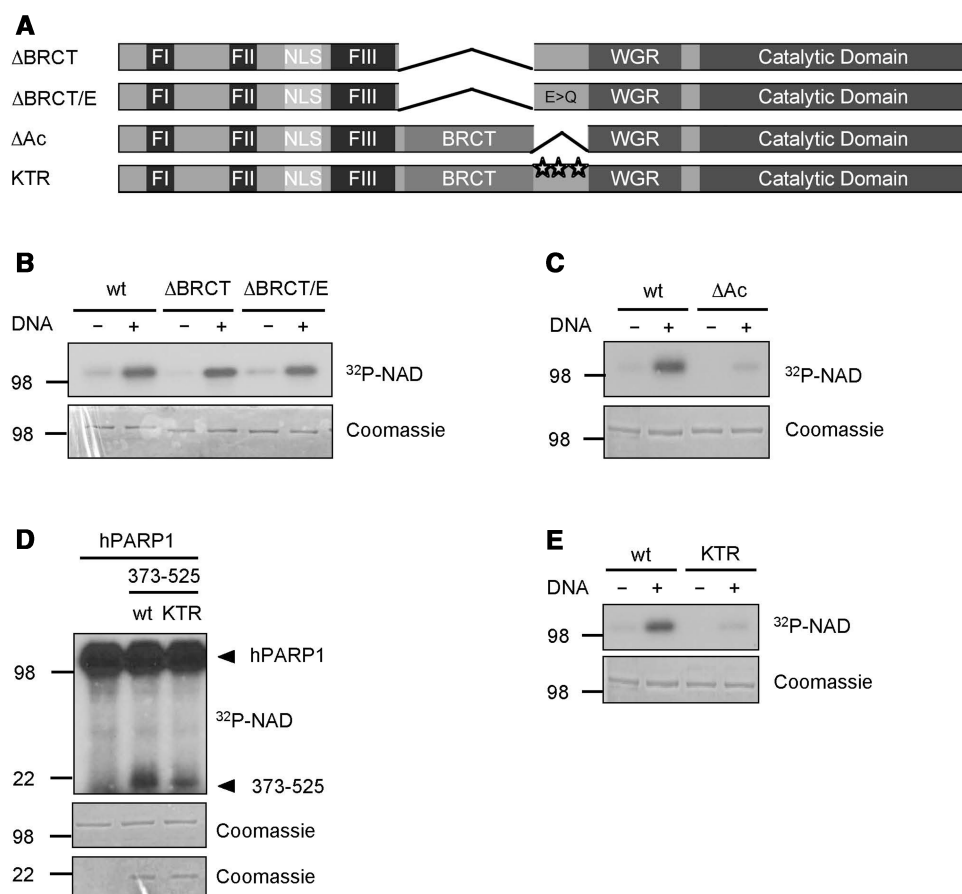 A
ΔBRCT FI FII NLS FIII WGR Catalytic Domain
ΔBRCT/E FI FII NLS FIII E>Q WGR Catalytic Domain
ΔAc FI FII NLS FIII BRCT WGR Catalytic Domain
KTR FI FII NLS FIII BRCT WGR Catalytic Domain
B
wt ΔBRCT ΔBRCT/E
DNA − + − + − +
98 ³²P-NAD
98 Coomassie
C
wt ΔAc
DNA − + − +
98 ³²P-NAD
98 Coomassie
D
hPARP1
373-525
wt KTR
hPARP1
98
³²P-NAD
22 373-525
98 Coomassie
22 Coomassie
E
wt KTR
DNA − + − +
98 ³²P-NAD
98 Coomassie